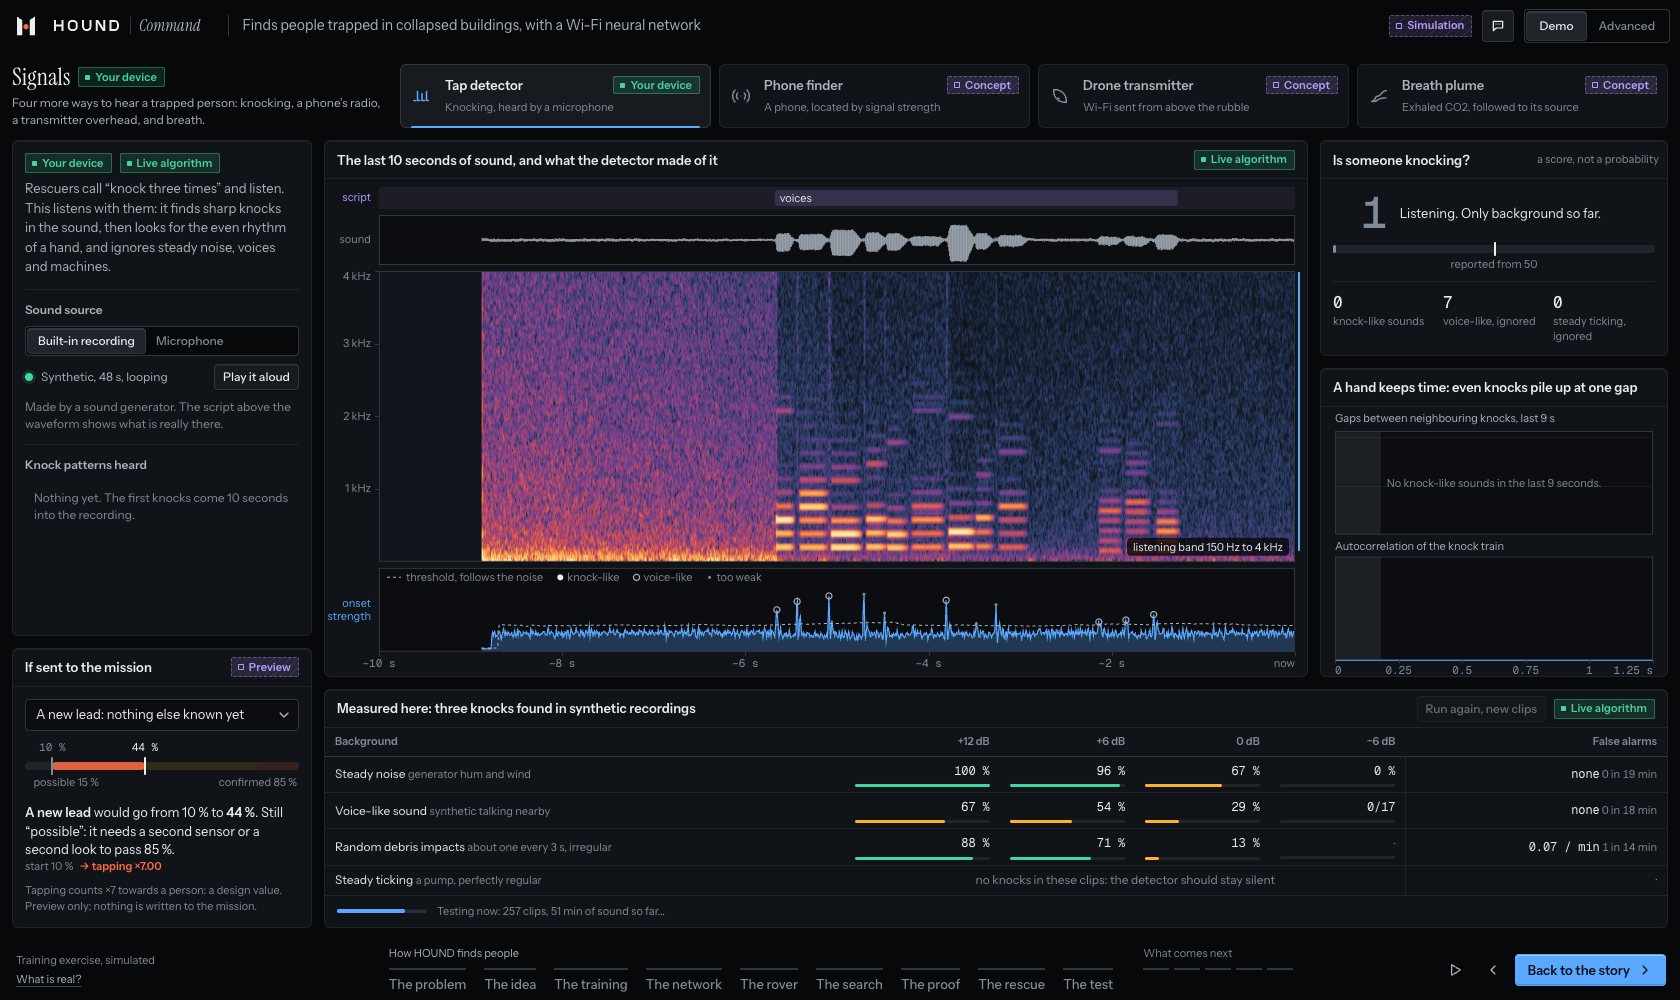 HOUND Command
Finds people trapped in collapsed buildings, with a Wi-Fi neural network
Simulation
Demo
Advanced
Signals
Your device
Four more ways to hear a trapped person: knocking, a phone's radio,
a transmitter overhead, and breath.
Tap detector
Your device
Knocking, heard by a microphone
Phone finder
Concept
A phone, located by signal strength
Drone transmitter
Concept
Wi-Fi sent from above the rubble
Breath plume
Concept
Exhaled CO2, followed to its source
Your device
Live algorithm
Rescuers call “knock three times” and listen.
This listens with them: it finds sharp knocks
in the sound, then looks for the even rhythm
of a hand, and ignores steady noise, voices
and machines.
Sound source
Built-in recording
Microphone
Synthetic, 48 s, looping
Play it aloud
Made by a sound generator. The script above the
waveform shows what is really there.
Knock patterns heard
Nothing yet. The first knocks come 10 seconds
into the recording.
If sent to the mission
Preview
A new lead: nothing else known yet
10 %
44 %
possible 15 %
confirmed 85 %
A new lead would go from 10 % to 44 %. Still
“possible”: it needs a second sensor or a
second look to pass 85 %.
start 10 % → tapping ×7.00
Tapping counts ×7 towards a person: a design value.
Preview only; nothing is written to the mission.
The last 10 seconds of sound, and what the detector made of it
Live algorithm
script
voices
sound
4 kHz
3 kHz
2 kHz
1 kHz
listening band 150 Hz to 4 kHz
threshold, follows the noise
knock-like
voice-like
too weak
onset
strength
−10 s
−8 s
−6 s
−4 s
−2 s
now
Is someone knocking?
a score, not a probability
1
Listening. Only background so far.
reported from 50
0
knock-like sounds
7
voice-like, ignored
0
steady ticking,
ignored
A hand keeps time: even knocks pile up at one gap
Gaps between neighbouring knocks, last 9 s
No knock-like sounds in the last 9 seconds.
Autocorrelation of the knock train
0
0.25
0.5
0.75
1
1.25 s
Measured here: three knocks found in synthetic recordings
Run again, new clips
Live algorithm
Background
+12 dB
+6 dB
0 dB
−6 dB
False alarms
Steady noise generator hum and wind
100 %
96 %
67 %
0 %
none 0 in 19 min
Voice-like sound synthetic talking nearby
67 %
54 %
29 %
0/17
none 0 in 18 min
Random debris impacts about one every 3 s, irregular
88 %
71 %
13 %
·
0.07 / min 1 in 14 min
Steady ticking a pump, perfectly regular
no knocks in these clips: the detector should stay silent
·
Testing now: 257 clips, 51 min of sound so far…
Training exercise, simulated
What is real?
How HOUND finds people
The problem
The idea
The training
The network
The rover
The search
The proof
The rescue
The test
What comes next
Back to the story